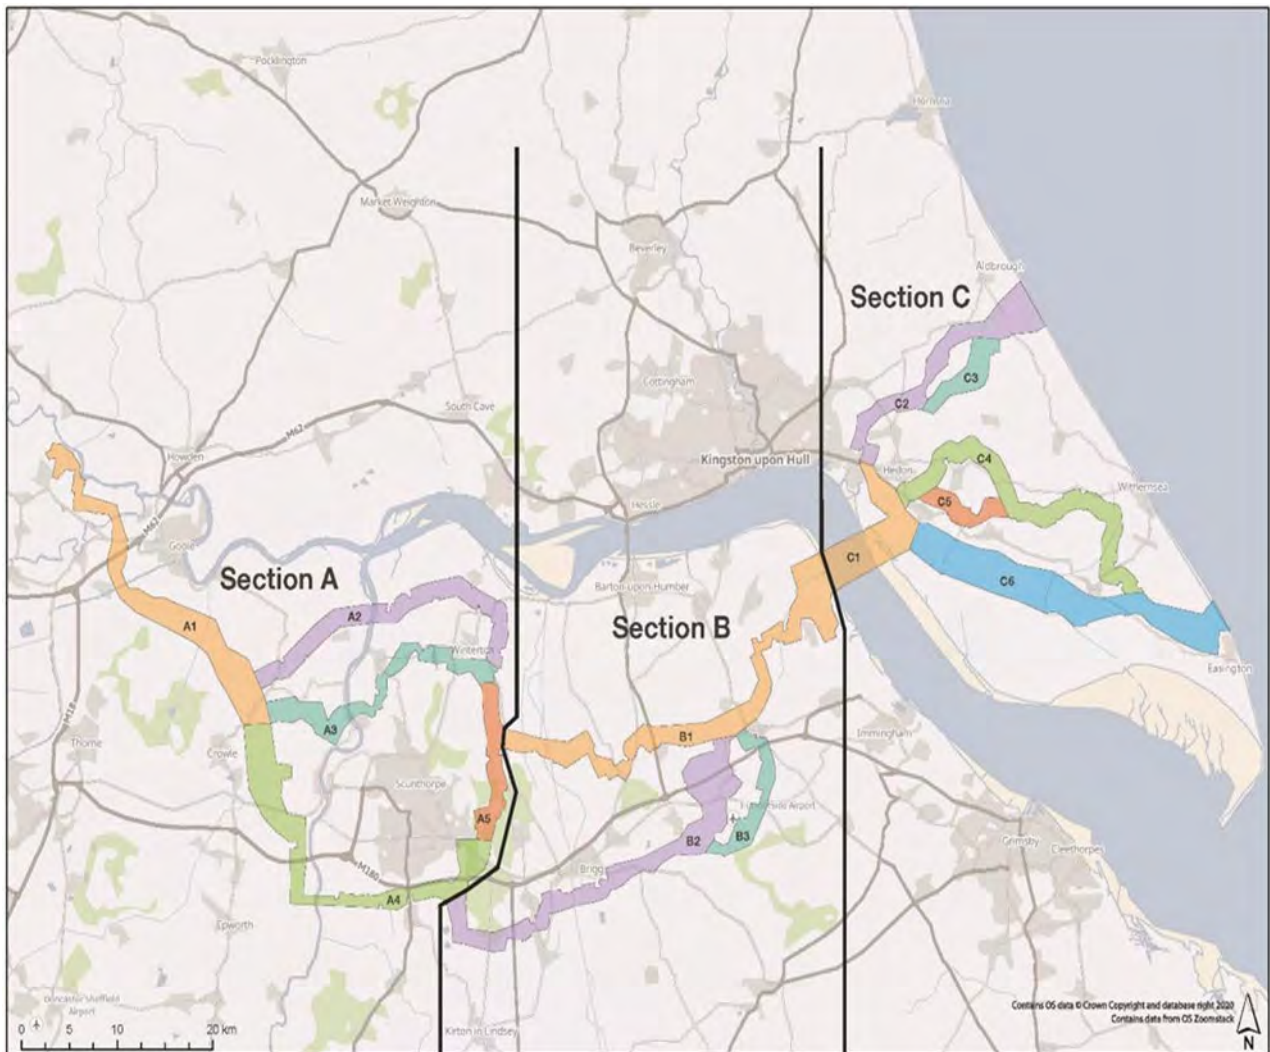 Pocklington
Hornsea
Market Weighton
Beverley
Aldbrough
Section C
C3
Cottingham
C2
South Cave
M62
Howden
Kingston upon Hull
Hedon
C4
Withernsea
C5
Hessle
M62
Goole
Section A
C1
C6
Barton-upon-Humber
A2
A1
Section B
Winterton
Easington
M18
A3
B1
Thorne
Crowle
Immingham
Scunthorpe
A5
Humberside Airport
B2
B3
Grimsby
Cleethorpes
M180
Brigg
A4
Epworth
Doncaster Sheffield
Airport
Kirton in Lindsey
Contains OS data © Crown Copyright and database right 2020
Contains data from OS Zoomstack
0 5 10 20 km
N